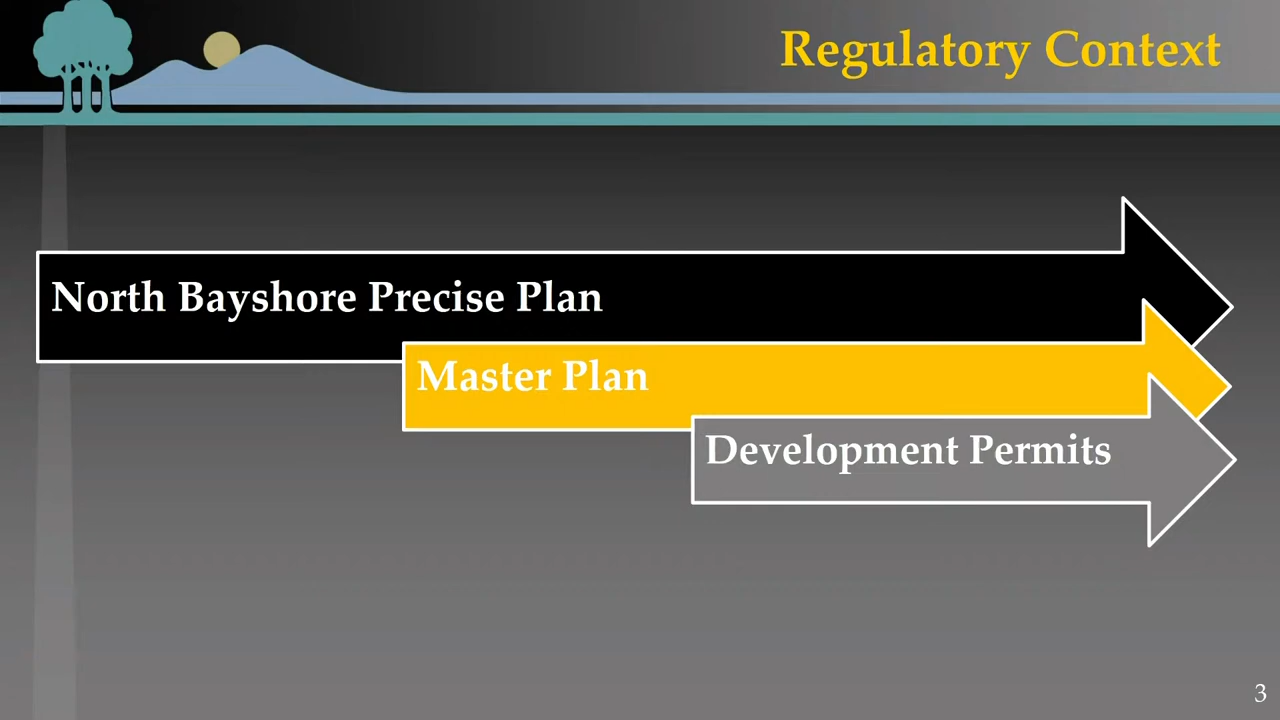 Regulatory Context
North Bayshore Precise Plan
Master Plan
Development Permits
3